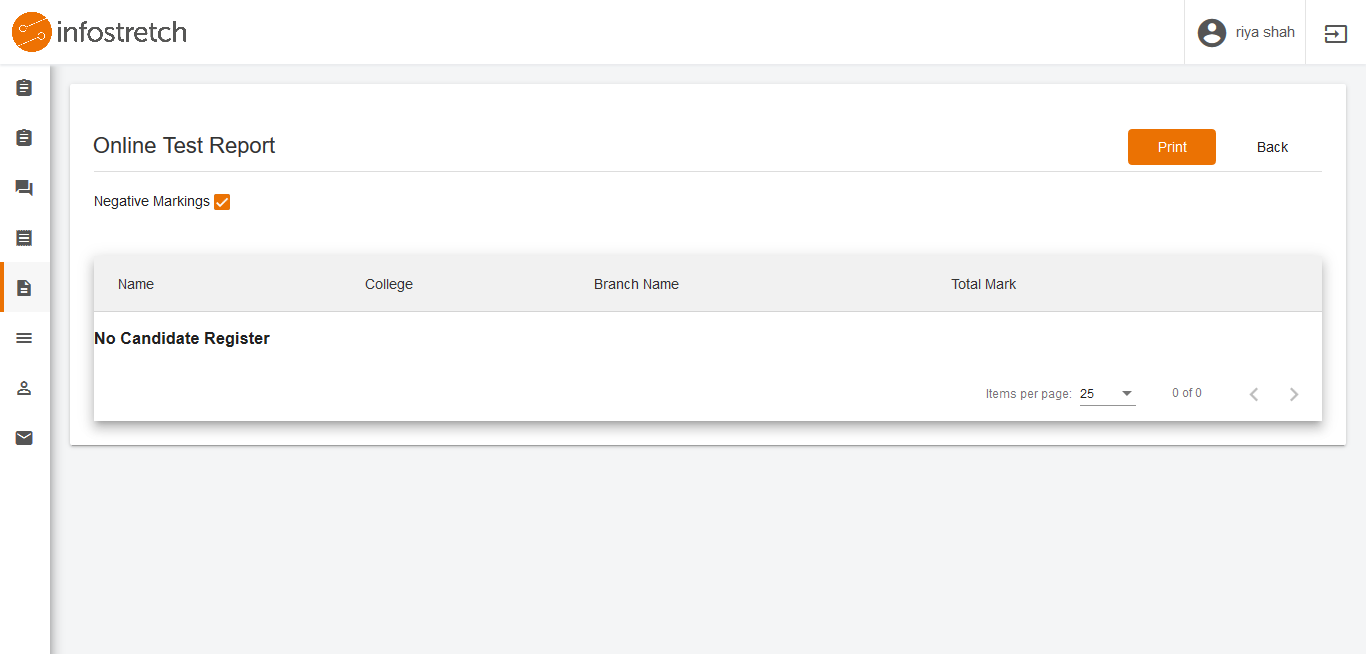 infostretch
riya shah
Online Test Report
Print
Back
Negative Markings
Name College Branch Name Total Mark
No Candidate Register
Items per page: 25 0 of 0